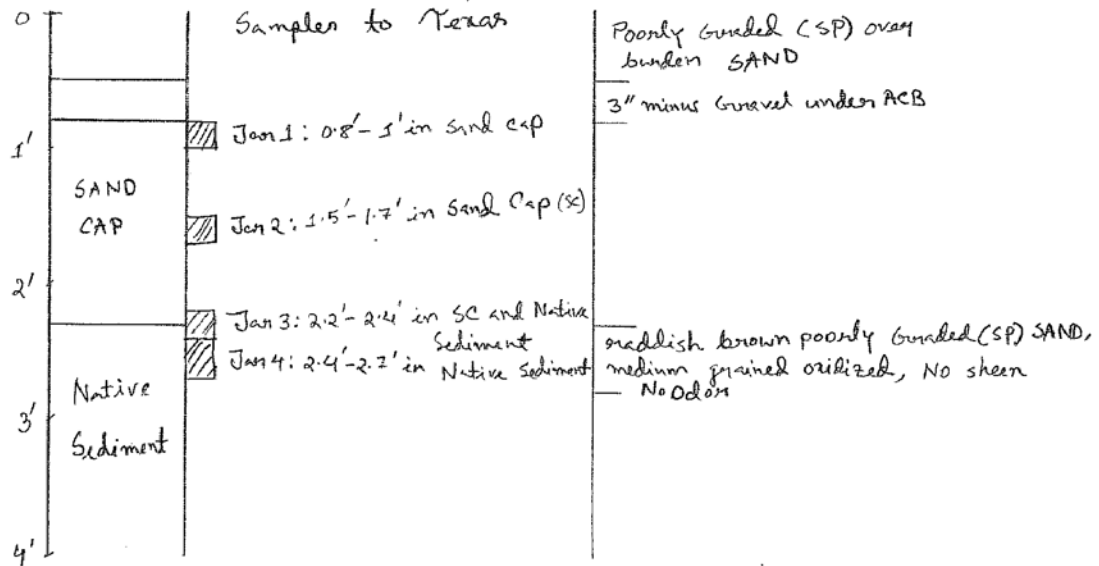 0
Samples to Texas
Poorly Graded (SP) over
burden SAND
3" minus Gravel under ACB
1'
Jar 1: 0.8'- 1' in sand cap
SAND
CAP
Jar 2: 1.5'- 1.7' in Sand Cap (SC)
2'
Jar 3: 2.2'- 2.4' in SC and Native
Sediment
Jar 4: 2.4'-2.7' in Native Sediment
raddish brown poorly Graded (SP) SAND,
medium grained oxidized, No sheen
No Odor
Native
3'
Sediment
4'